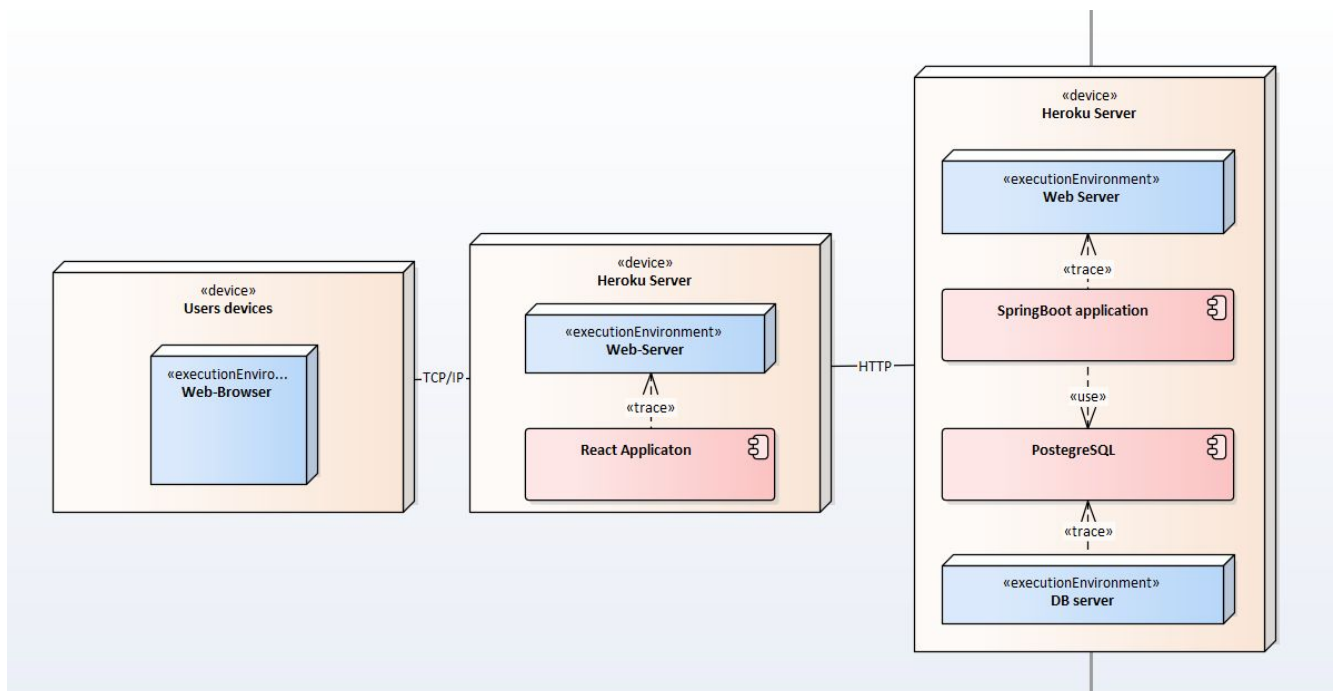 «device»
Users devices
«executionEnviro...
Web-Browser
TCP/IP
«device»
Heroku Server
«executionEnvironment»
Web-Server
«trace»
React Applicaton
HTTP
«device»
Heroku Server
«executionEnvironment»
Web Server
«trace»
SpringBoot application
«use»
PostegreSQL
«trace»
«executionEnvironment»
DB server